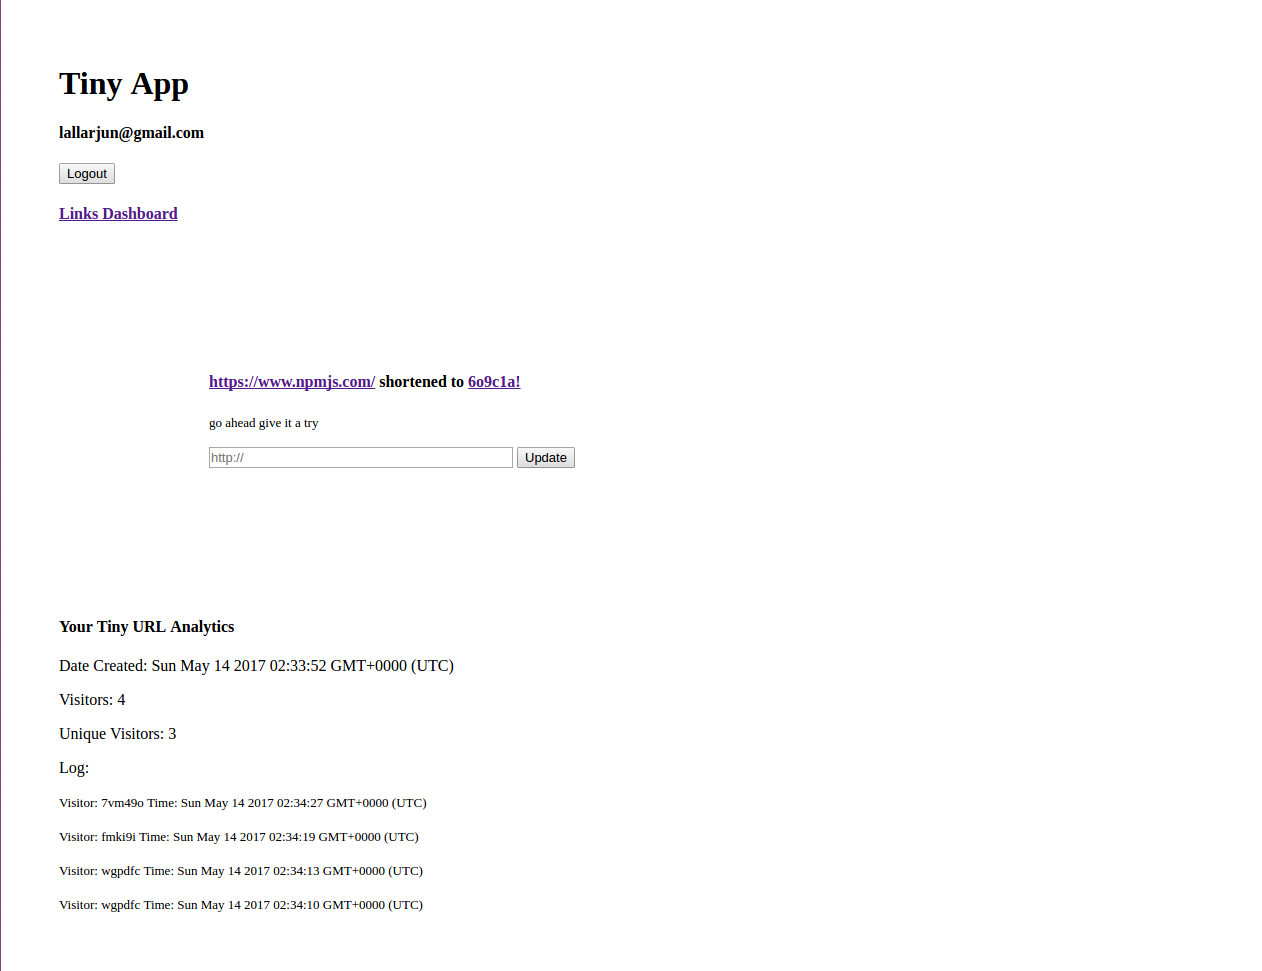 Tiny App
lallarjun@gmail.com
Logout
Links Dashboard
https://www.npmjs.com/ shortened to 6o9c1a!
go ahead give it a try
http:// Update
Your Tiny URL Analytics
Date Created: Sun May 14 2017 02:33:52 GMT+0000 (UTC)
Visitors: 4
Unique Visitors: 3
Log:
Visitor: 7vm49o Time: Sun May 14 2017 02:34:27 GMT+0000 (UTC)
Visitor: fmki9i Time: Sun May 14 2017 02:34:19 GMT+0000 (UTC)
Visitor: wgpdfc Time: Sun May 14 2017 02:34:13 GMT+0000 (UTC)
Visitor: wgpdfc Time: Sun May 14 2017 02:34:10 GMT+0000 (UTC)